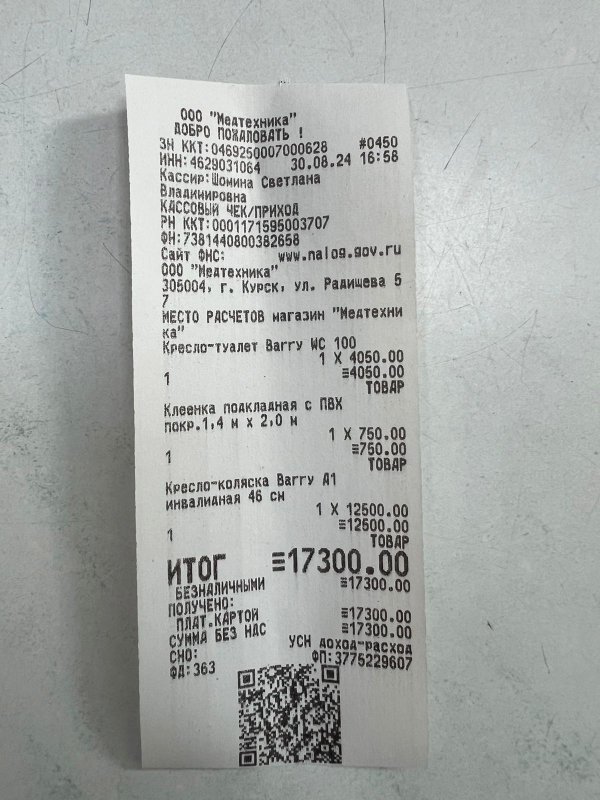 ООО "Медтехника"
ДОБРО ПОЖАЛОВАТЬ !
ЗН ККТ:0469250007000628 #0450
ИНН:4629031064 30.08.24 16:58
Кассир:Шомина Светлана
Владимировна
КАССОВЫЙ ЧЕК/ПРИХОД
РН ККТ:0001171595003707
ФН:7381440800382658
Сайт ФНС: www.nalog.gov.ru
ООО "Медтехника"
305004, г. Курск, ул. Радищева 5
7
МЕСТО РАСЧЕТОВ магазин "Медтехни
ка"
Кресло-туалет Barry WC 100
1 X 4050.00
1 ≡4050.00
ТОВАР
Клеенка подкладная с ПВХ
покр.1,4 м х 2,0 м
1 X 750.00
1 ≡750.00
ТОВАР
Кресло-коляска Barry A1
инвалидная 46 см
1 X 12500.00
1 ≡12500.00
ТОВАР
ИТОГ ≡17300.00
БЕЗНАЛИЧНЫМИ ≡17300.00
ПОЛУЧЕНО:
ПЛАТ.КАРТОЙ ≡17300.00
СУММА БЕЗ НДС ≡17300.00
СНО: УСН доход-расход
ФД:363 ФП:3775229607